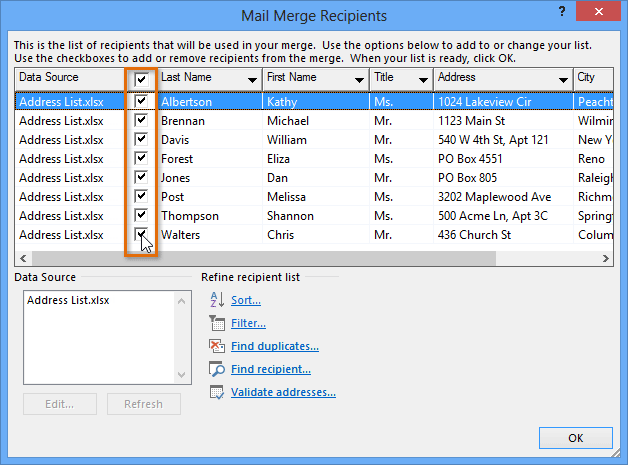 Mail Merge Recipients
?
This is the list of recipients that will be used in your merge. Use the options below to add to or change your list.
Use the checkboxes to add or remove recipients from the merge. When your list is ready, click OK.
Data Source Last Name First Name Title Address City
Address List.xlsx Albertson Kathy Ms. 1024 Lakeview Cir Peacht
Address List.xlsx Brennan Michael Mr. 1123 Main St Wilmin
Address List.xlsx Davis William Mr. 540 W 4th St, Apt 121 New Yo
Address List.xlsx Forest Eliza Ms. PO Box 4551 Reno
Address List.xlsx Jones Dan Mr. PO Box 805 Raleigh
Address List.xlsx Post Melissa Ms. 3202 Maplewood Ave Richmo
Address List.xlsx Thompson Shannon Ms. 500 Acme Ln, Apt 3C Springf
Address List.xlsx Walters Chris Mr. 436 Church St Colum
Data Source Refine recipient list
Address List.xlsx
Sort...
Filter...
Find duplicates...
Find recipient...
Validate addresses...
Edit... Refresh
OK